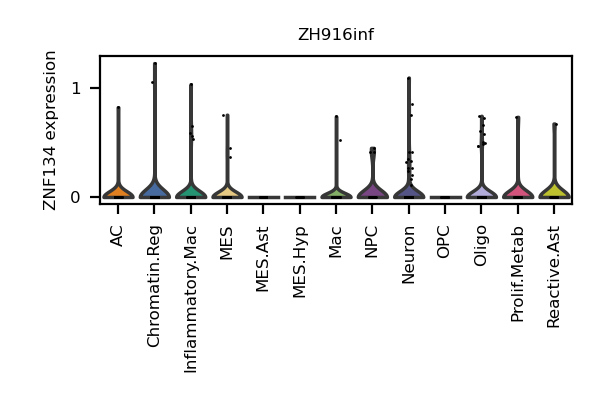 ZH916inf
ZNF134 expression
1
0
AC
Chromatin.Reg
Inflammatory.Mac
MES
MES.Ast
MES.Hyp
Mac
NPC
Neuron
OPC
Oligo
Prolif.Metab
Reactive.Ast